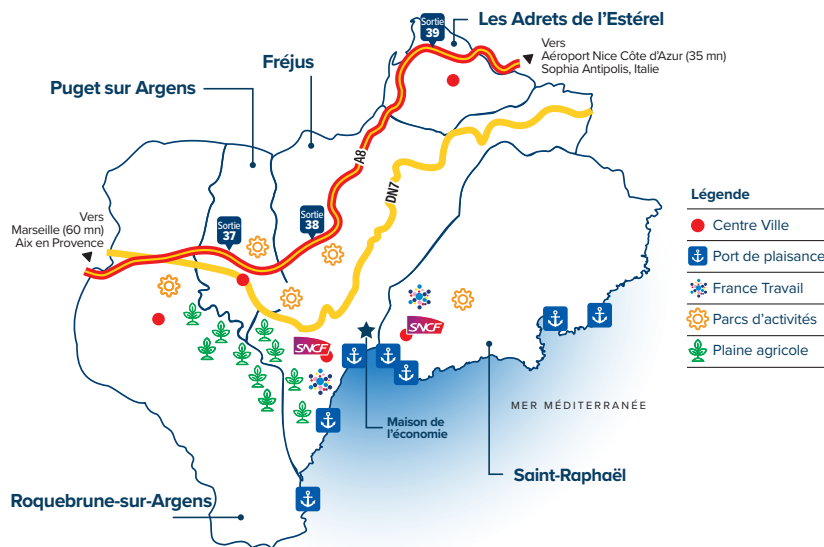 Sortie
39
Les Adrets de l’Estérel
Vers
Aéroport Nice Côte d’Azur (35 mn)
Sophia Antipolis, Italie
Fréjus
Puget sur Argens
A8
DN7
Vers
Marseille (60 mn)
Aix en Provence
Sortie
37
Sortie
38
Légende
Centre Ville
Port de plaisance
France Travail
Parcs d’activités
Plaine agricole
SNCF
SNCF
Maison de
l’économie
MER MÉDITERRANÉE
Saint-Raphaël
Roquebrune-sur-Argens